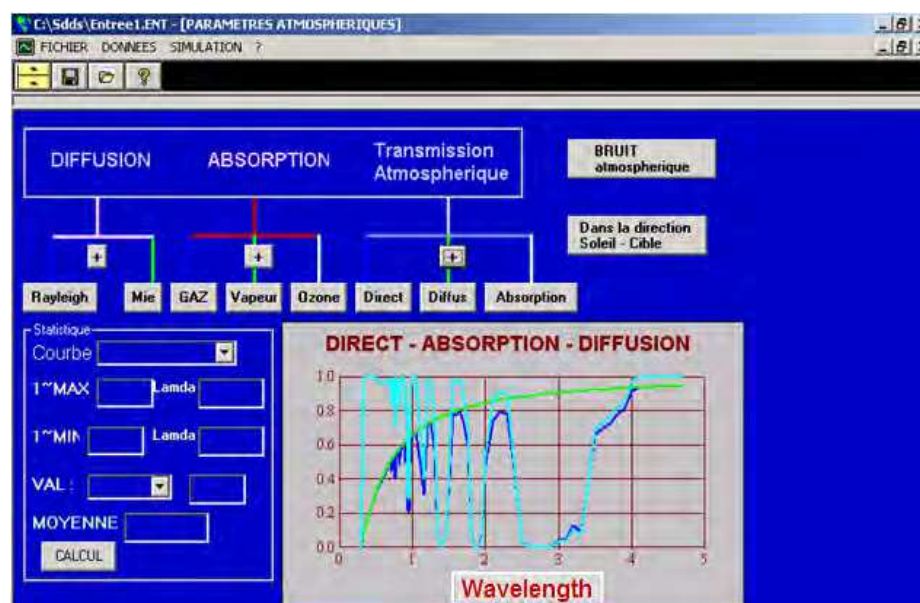 C:\Sdds\Entree1.ENT - [PARAMETRES ATMOSPHERIQUES]
FICHIER DONNEES SIMULATION ?
DIFFUSION ABSORPTION Transmission
Atmospherique
BRUIT
atmospherique
Dans la direction
Soleil - Cible
+ + +
Rayleigh Mie GAZ Vapeur Ozone Direct Diffus Absorption
Statistique
Courbe
1~MAX Lamda
1~MIN Lamda
VAL :
MOYENNE
CALCUL
DIRECT - ABSORPTION - DIFFUSION
1.0
0.8
0.6
0.4
0.2
0.0
0 1 2 3 4 5
Wavelength